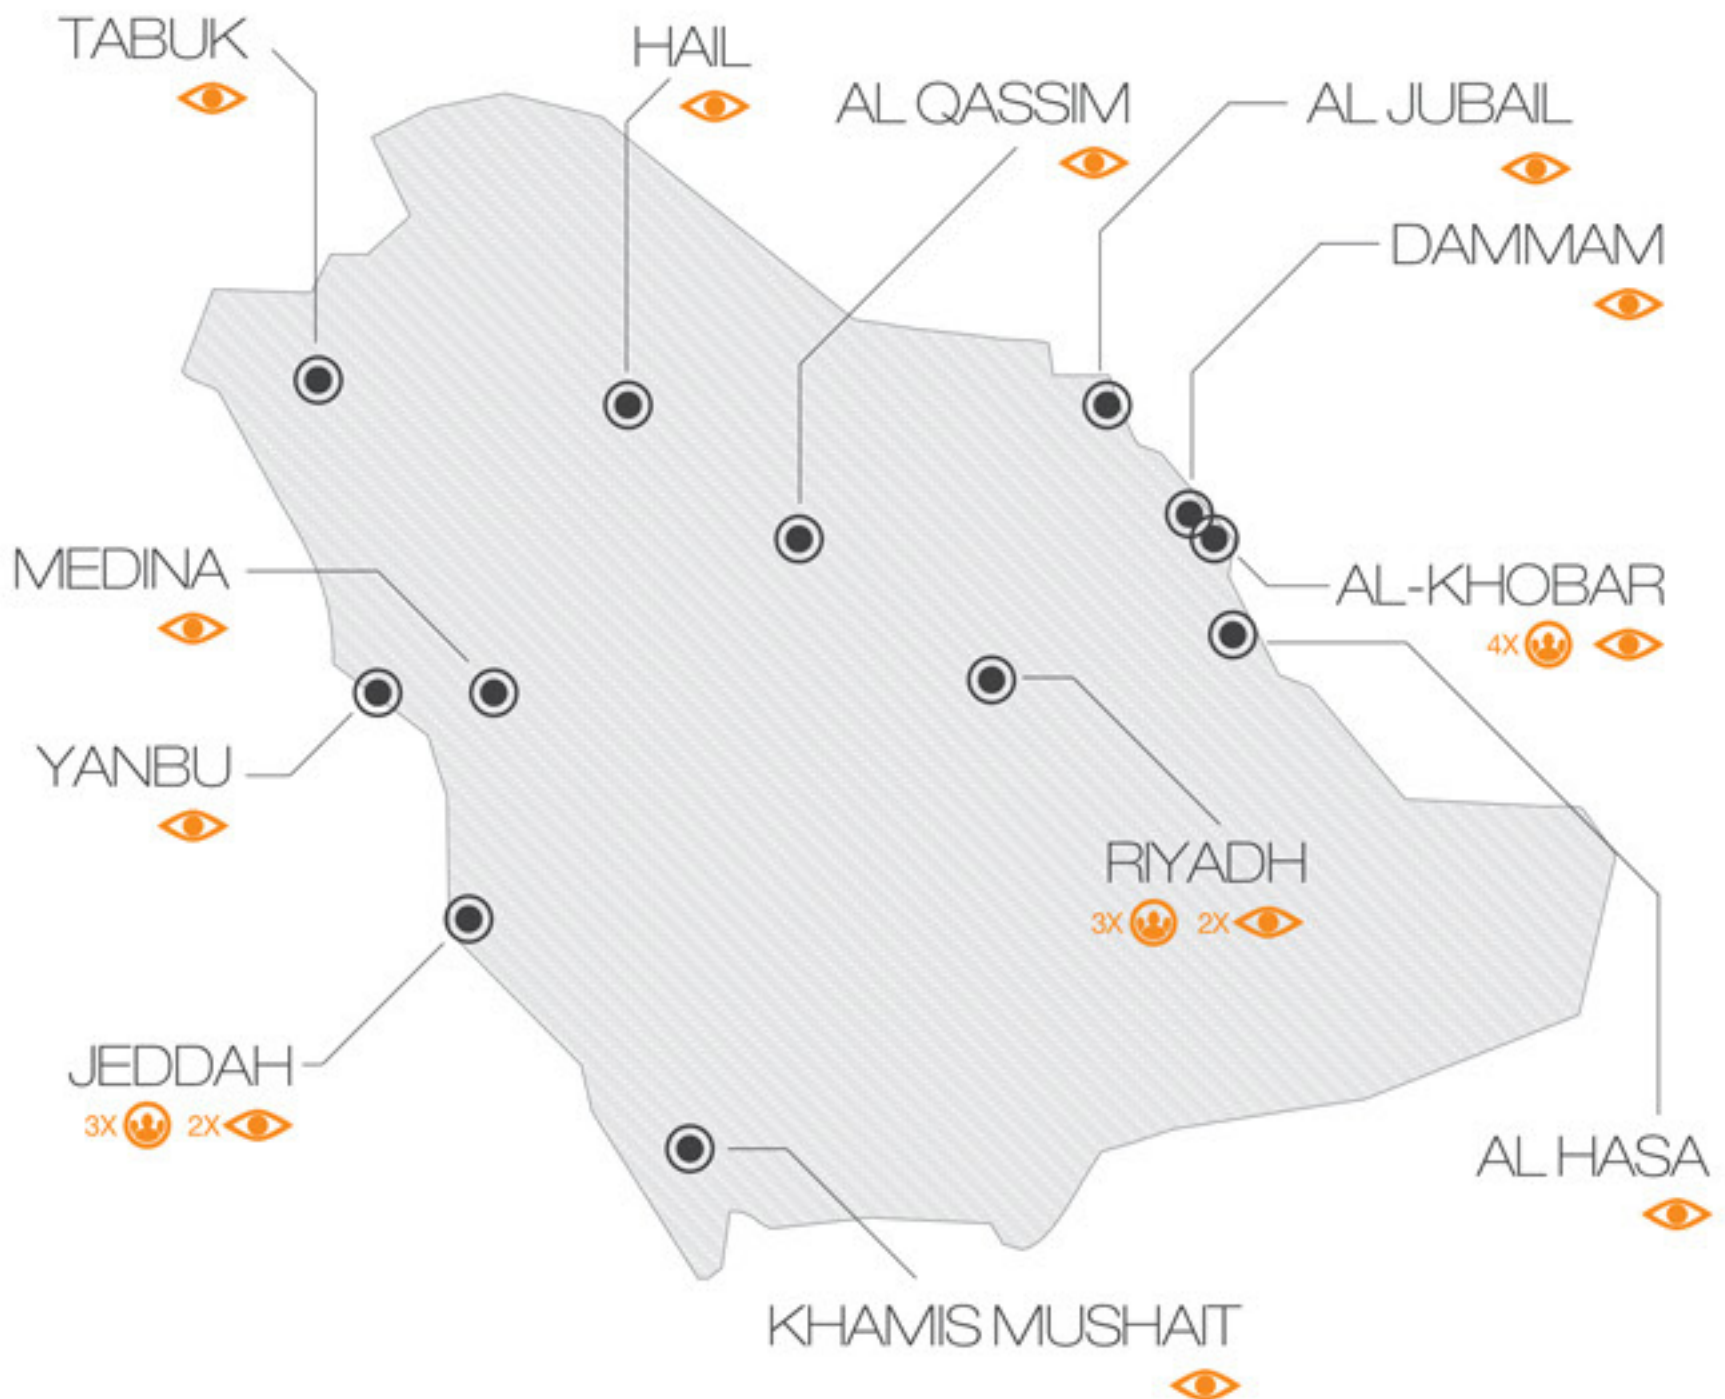 TABUK
HAIL
AL QASSIM
AL JUBAIL
DAMMAM
MEDINA
AL-KHOBAR
4X
YANBU
RIYADH
3X 2X
JEDDAH
3X 2X
AL HASA
KHAMIS MUSHAIT